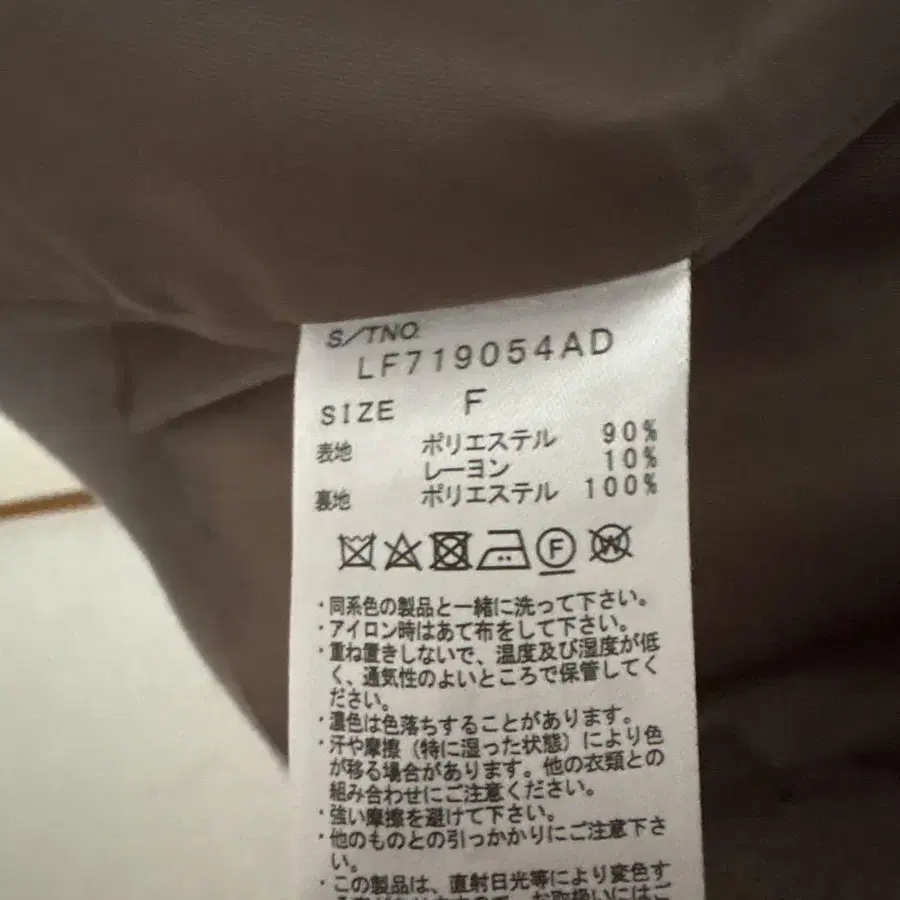 S/TNO.
LF719054AD
SIZE F
表地 ポリエステル 90%
レーヨン 10%
裏地 ポリエステル 100%
F W
・同系色の製品と一緒に洗って下さい。
・アイロン時はあて布をして下さい。
・重ね置きしないで、温度及び湿度が低
く、通気性のよいところで保管してく
ださい。
・濃色は色落ちすることがあります。
・汗や摩擦（特に湿った状態）により色
が移る場合があります。他の衣類との
組み合わせにご注意ください。
・強い摩擦を避けて下さい。
・他のものとの引っかかりにご注意下さ
い。
・この製品は、直射日光等により変色す